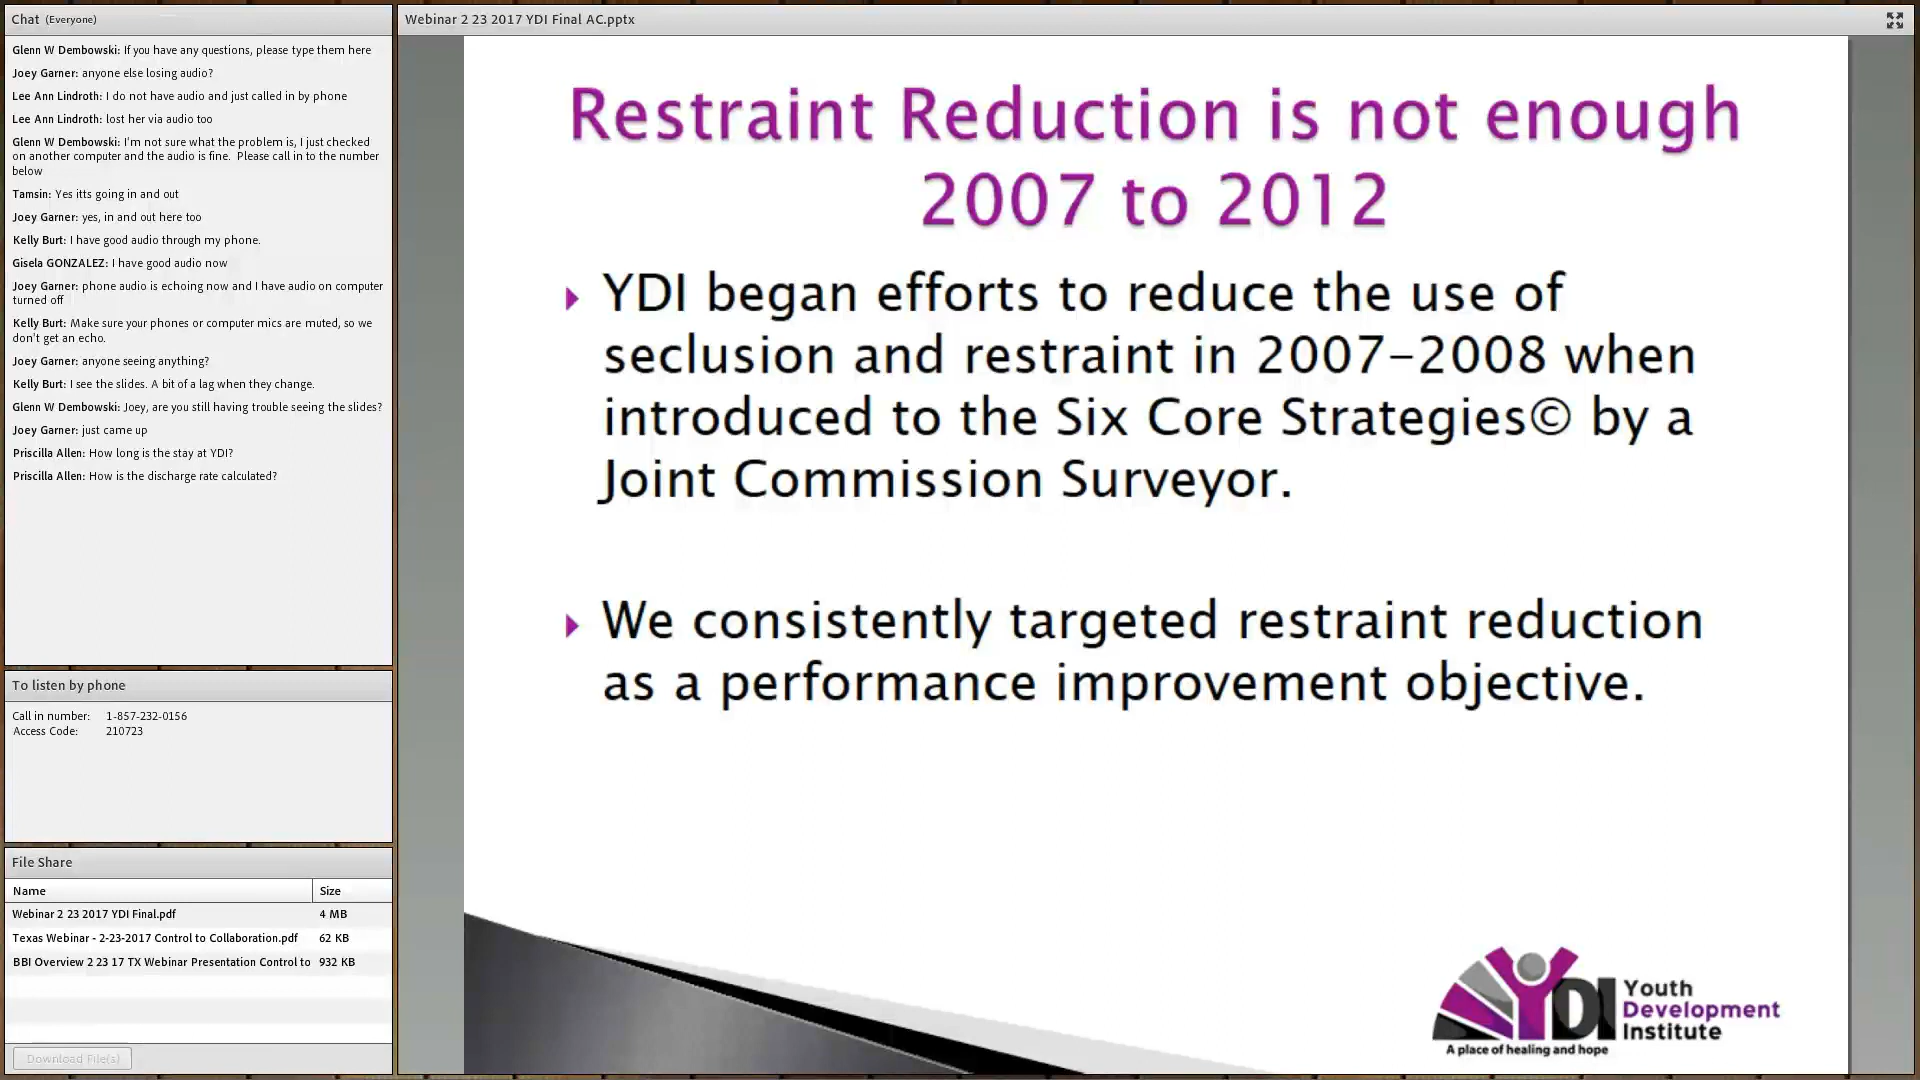 Chat (Everyone)
Glenn W Dembowski: If you have any questions, please type them here
Joey Garner: anyone else losing audio?
Lee Ann Lindroth: I do not have audio and just called in by phone
Lee Ann Lindroth: lost her via audio too
Glenn W Dembowski: I'm not sure what the problem is, I just checked
on another computer and the audio is fine.  Please call in to the number
below
Tamsin: Yes itts going in and out
Joey Garner: yes, in and out here too
Kelly Burt: I have good audio through my phone.
Gisela GONZALEZ: I have good audio now
Joey Garner: phone audio is echoing now and I have audio on computer
turned off
Kelly Burt: Make sure your phones or computer mics are muted, so we
don't get an echo.
Joey Garner: anyone seeing anything?
Kelly Burt: I see the slides. A bit of a lag when they change.
Glenn W Dembowski: Joey, are you still having trouble seeing the slides?
Joey Garner: just came up
Priscilla Allen: How long is the stay at YDI?
Priscilla Allen: How is the discharge rate calculated?
To listen by phone
Call in number: 1-857-232-0156
Access Code: 210723
File Share
Name Size
Webinar 2 23 2017 YDI Final.pdf 4 MB
Texas Webinar - 2-23-2017 Control to Collaboration.pdf 62 KB
BBI Overview 2 23 17 TX Webinar Presentation Control to 932 KB
Download File(s)
Webinar 2 23 2017 YDI Final AC.pptx
Restraint Reduction is not enough
2007 to 2012
YDI began efforts to reduce the use of
seclusion and restraint in 2007-2008 when
introduced to the Six Core Strategies© by a
Joint Commission Surveyor.
We consistently targeted restraint reduction
as a performance improvement objective.
YDI
Youth
Development
Institute
A place of healing and hope